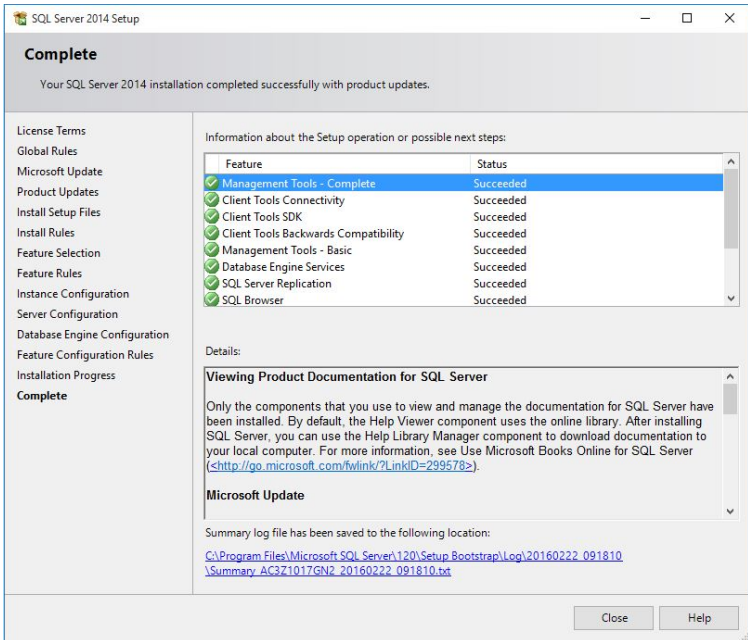 SQL Server 2014 Setup
Complete
Your SQL Server 2014 installation completed successfully with product updates.
License Terms
Global Rules
Microsoft Update
Product Updates
Install Setup Files
Install Rules
Feature Selection
Feature Rules
Instance Configuration
Server Configuration
Database Engine Configuration
Feature Configuration Rules
Installation Progress
Complete
Information about the Setup operation or possible next steps:
Feature Status
Management Tools - Complete Succeeded
Client Tools Connectivity Succeeded
Client Tools SDK Succeeded
Client Tools Backwards Compatibility Succeeded
Management Tools - Basic Succeeded
Database Engine Services Succeeded
SQL Server Replication Succeeded
SQL Browser Succeeded
Details:
Viewing Product Documentation for SQL Server
Only the components that you use to view and manage the documentation for SQL Server have
been installed. By default, the Help Viewer component uses the online library. After installing
SQL Server, you can use the Help Library Manager component to download documentation to
your local computer. For more information, see Use Microsoft Books Online for SQL Server
(<http://go.microsoft.com/fwlink/?LinkID=299578>).
Microsoft Update
Summary log file has been saved to the following location:
C:\Program Files\Microsoft SQL Server\120\Setup Bootstrap\Log\20160222_091810
\Summary_AC3Z1017GN2_20160222_091810.txt
Close Help